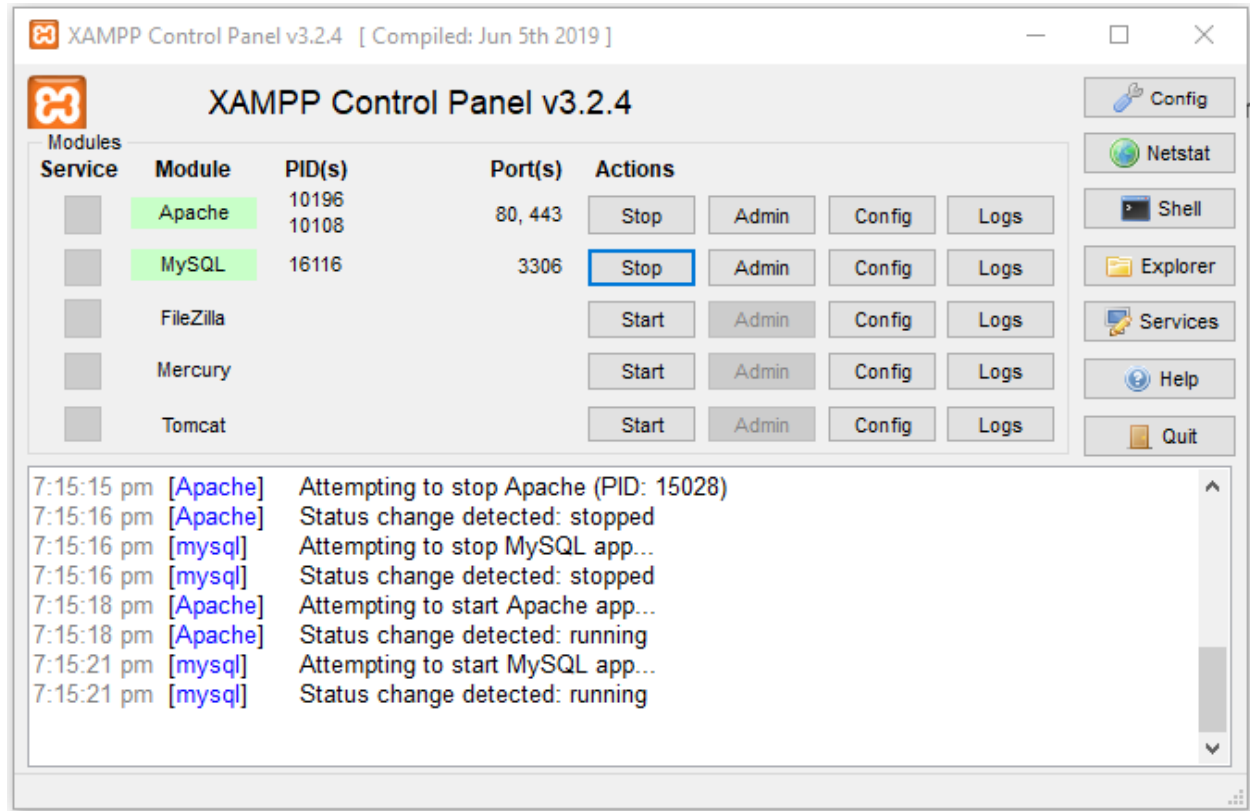 XAMPP Control Panel v3.2.4 [ Compiled: Jun 5th 2019 ]
XAMPP Control Panel v3.2.4
Config
Modules
Service Module PID(s) Port(s) Actions
Netstat
Apache 10196 10108 80, 443 Stop Admin Config Logs
Shell
MySQL 16116 3306 Stop Admin Config Logs
Explorer
FileZilla Start Admin Config Logs
Services
Mercury Start Admin Config Logs
Help
Tomcat Start Admin Config Logs
Quit
7:15:15 pm [Apache] Attempting to stop Apache (PID: 15028)
7:15:16 pm [Apache] Status change detected: stopped
7:15:16 pm [mysql] Attempting to stop MySQL app...
7:15:16 pm [mysql] Status change detected: stopped
7:15:18 pm [Apache] Attempting to start Apache app...
7:15:18 pm [Apache] Status change detected: running
7:15:21 pm [mysql] Attempting to start MySQL app...
7:15:21 pm [mysql] Status change detected: running